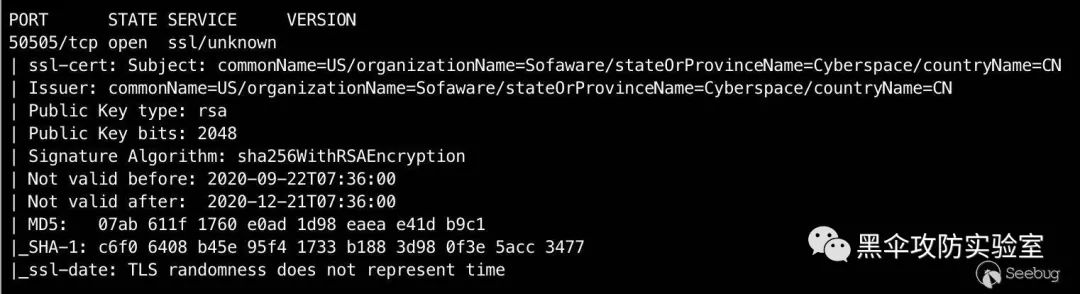 PORT STATE SERVICE VERSION
50505/tcp open ssl/unknown
| ssl-cert: Subject: commonName=US/organizationName=Sofaware/stateOrProvinceName=Cyberspace/countryName=CN
| Issuer: commonName=US/organizationName=Sofaware/stateOrProvinceName=Cyberspace/countryName=CN
| Public Key type: rsa
| Public Key bits: 2048
| Signature Algorithm: sha256WithRSAEncryption
| Not valid before: 2020-09-22T07:36:00
| Not valid after: 2020-12-21T07:36:00
| MD5: 07ab 611f 1760 e0ad 1d98 eaea e41d b9c1
|_SHA-1: c6f0 6408 b45e 95f4 1733 b188 3d98 0f3e 5acc 3477
|_ssl-date: TLS randomness does not represent time
黑伞攻防实验室
Seebug